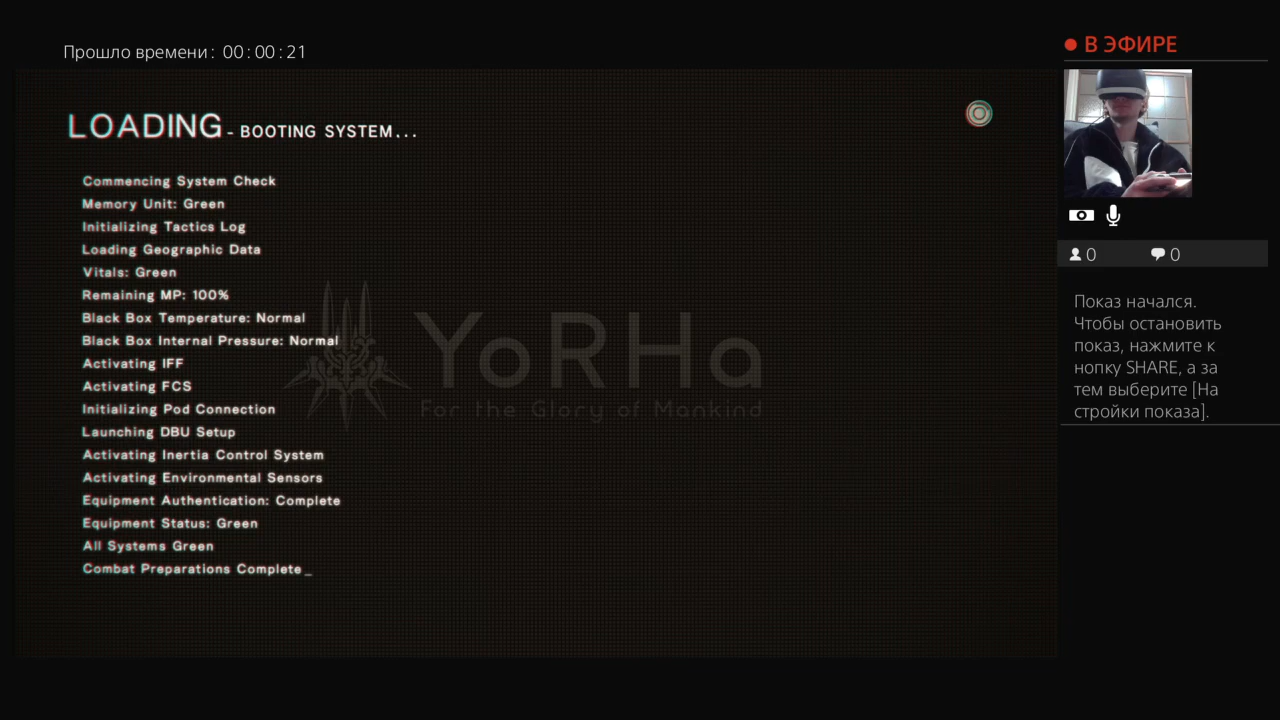 Прошло времени: 00:00:21
В ЭФИРЕ
LOADING - BOOTING SYSTEM...
Commencing System Check
Memory Unit: Green
Initializing Tactics Log
Loading Geographic Data
Vitals: Green
Remaining MP: 100%
Black Box Temperature: Normal
Black Box Internal Pressure: Normal
Activating IFF
Activating FCS
Initializing Pod Connection
Launching DBU Setup
Activating Inertia Control System
Activating Environmental Sensors
Equipment Authentication: Complete
Equipment Status: Green
All Systems Green
Combat Preparations Complete_
YoRHa
For the Glory of Mankind
0 0
Показ начался.
Чтобы остановить
показ, нажмите к
нопку SHARE, а за
тем выберите [На
стройки показа].